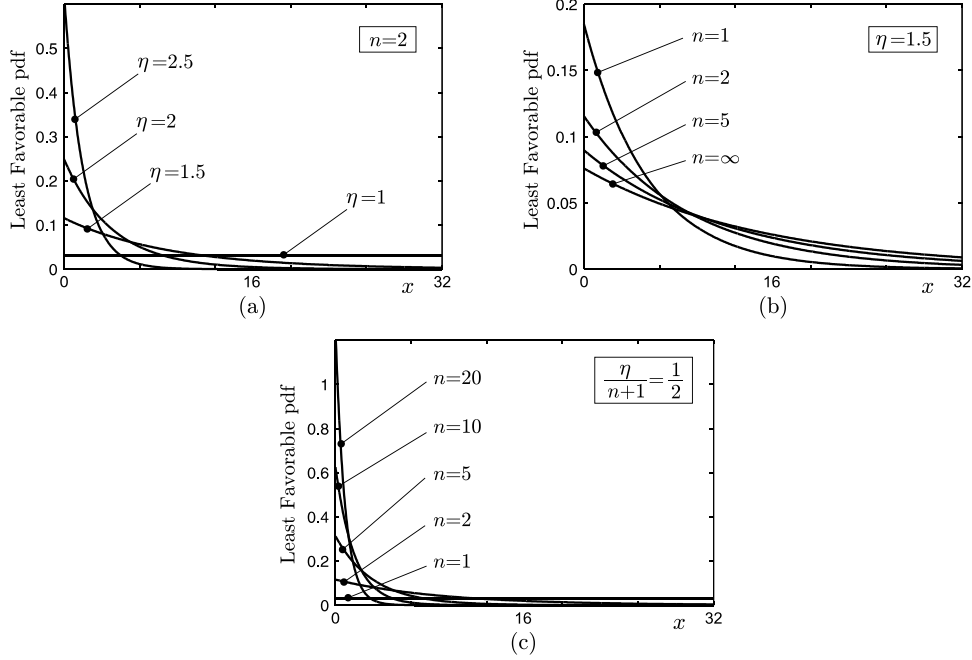 Least Favorable pdf
0.5
0.4
0.3
0.2
0.1
0
n=2
η=2.5
η=2
η=1.5
η=1
0
16
x
32
(a)
Least Favorable pdf
0.2
0.15
0.1
0.05
0
η=1.5
n=1
n=2
n=5
n=∞
0
16
x
32
(b)
Least Favorable pdf
1
0.8
0.6
0.4
0.2
0
η/n+1=1/2
n=20
n=10
n=5
n=2
n=1
0
16
x
32
(c)